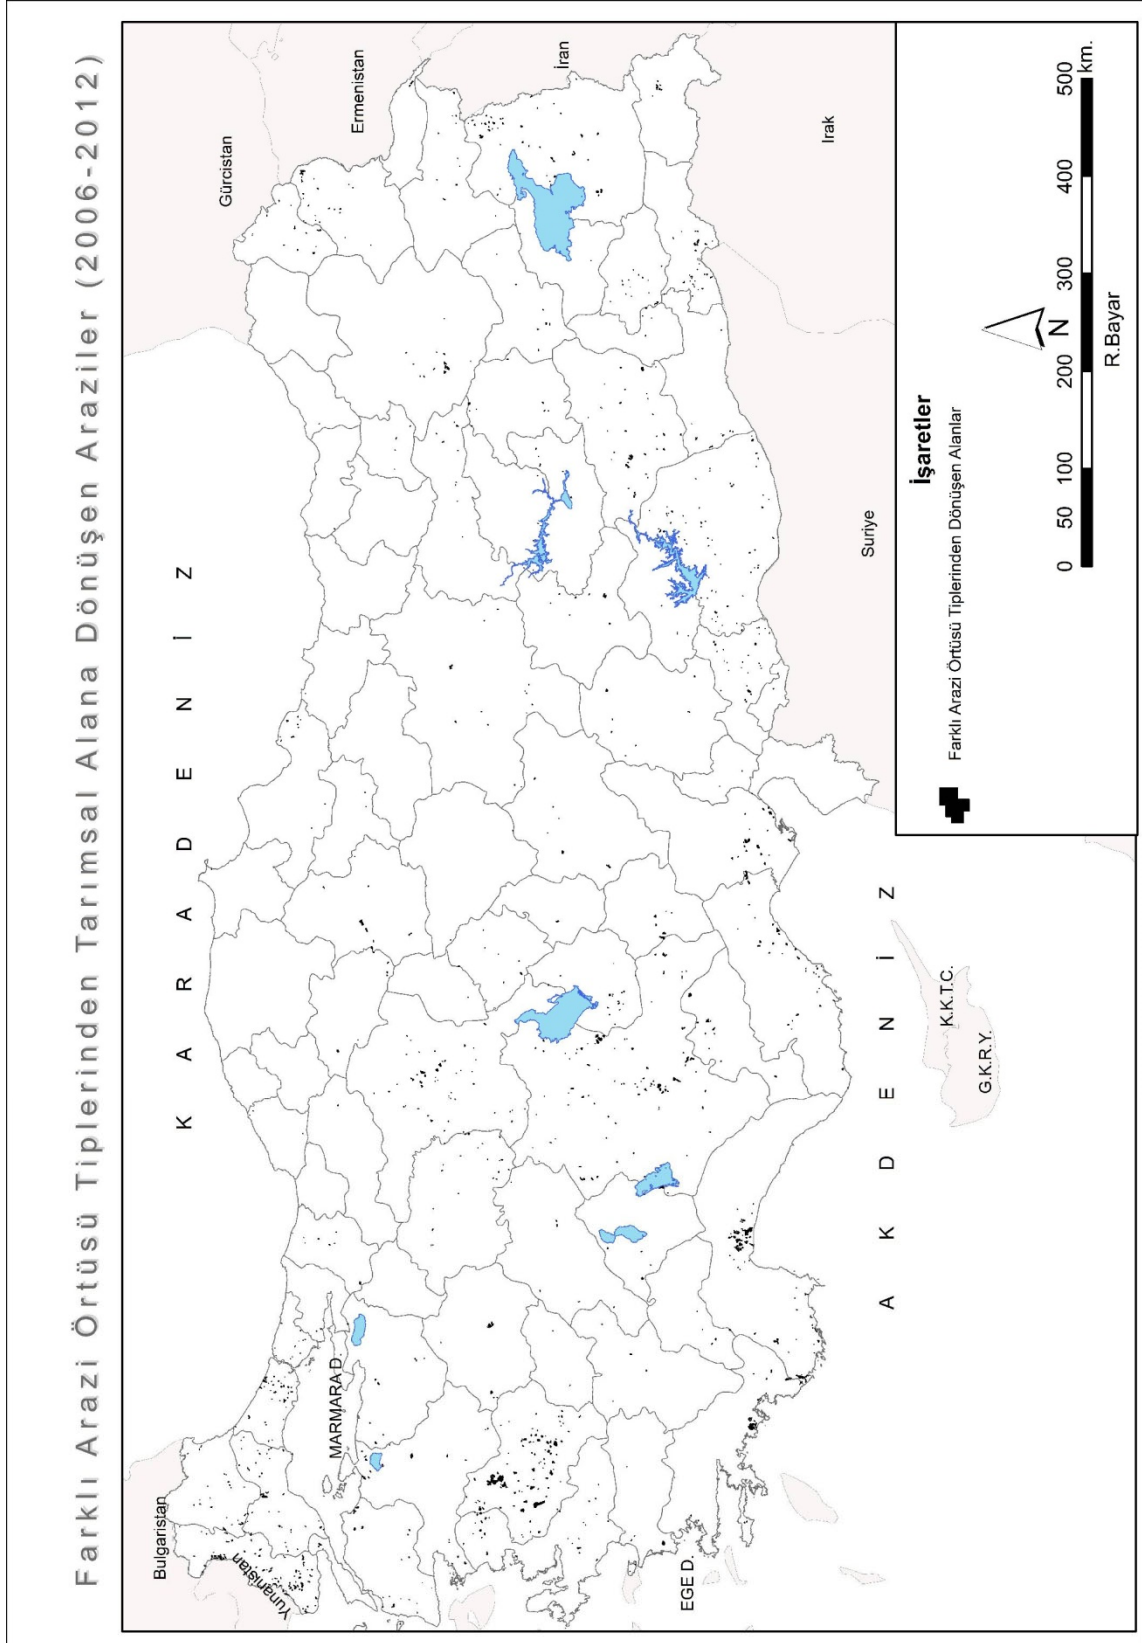 Farklı Arazi Örtüsü Tiplerinden Tarımsal Alana Dönüşen Araziler (2006-2012)
K A R A D E N İ Z
Bulgaristan
Yunanistan
MARMARA D.
EGE D.
Gürcistan
Ermenistan
İran
Irak
Suriye
A K D E N İ Z
K.K.T.C.
G.K.R.Y.
İşaretler
Farklı Arazi Örtüsü Tiplerinden Dönüşen Alanlar
N
0 50 100 200 300 400 500
km.
R.Bayar